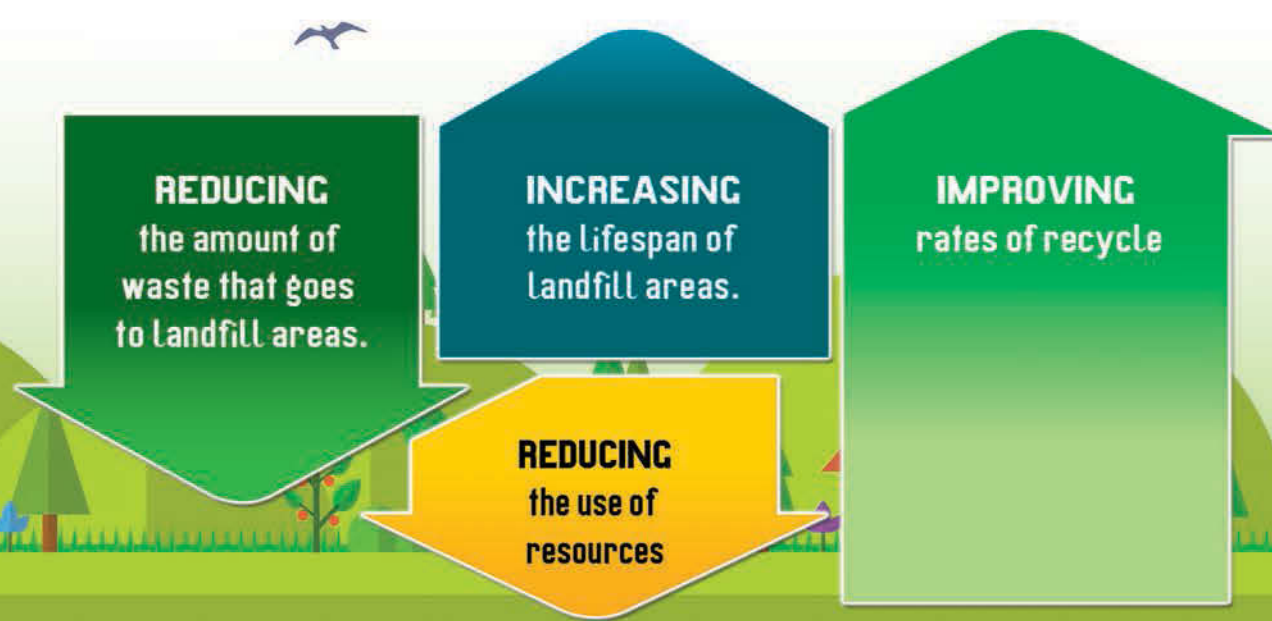 REDUCING
the amount of
waste that goes
to landfill areas.
INCREASING
the lifespan of
landfill areas.
IMPROVING
rates of recycle
REDUCING
the use of
resources